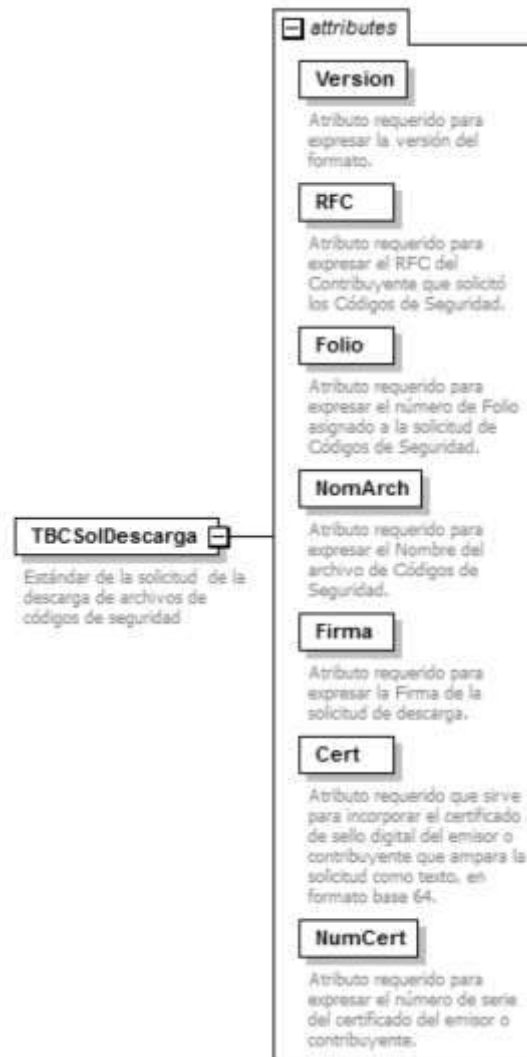 attributes
Version
Atributo requerido para
expresar la versión del
formato.
RFC
Atributo requerido para
expresar el RFC del
Contribuyente que solicitó
los Códigos de Seguridad.
Folio
Atributo requerido para
expresar el número de Folio
asignado a la solicitud de
Códigos de Seguridad.
NomArch
Atributo requerido para
expresar el Nombre del
archivo de Códigos de
Seguridad.
TBCSolDescarga
Estándar de la solicitud de la
descarga de archivos de
códigos de seguridad
Firma
Atributo requerido para
expresar la Firma de la
solicitud de descarga.
Cert
Atributo requerido que sirve
para incorporar el certificado
de sello digital del emisor o
contribuyente que ampara la
solicitud como texto, en
formato base 64.
NumCert
Atributo requerido para
expresar el número de serie
del certificado del emisor o
contribuyente.